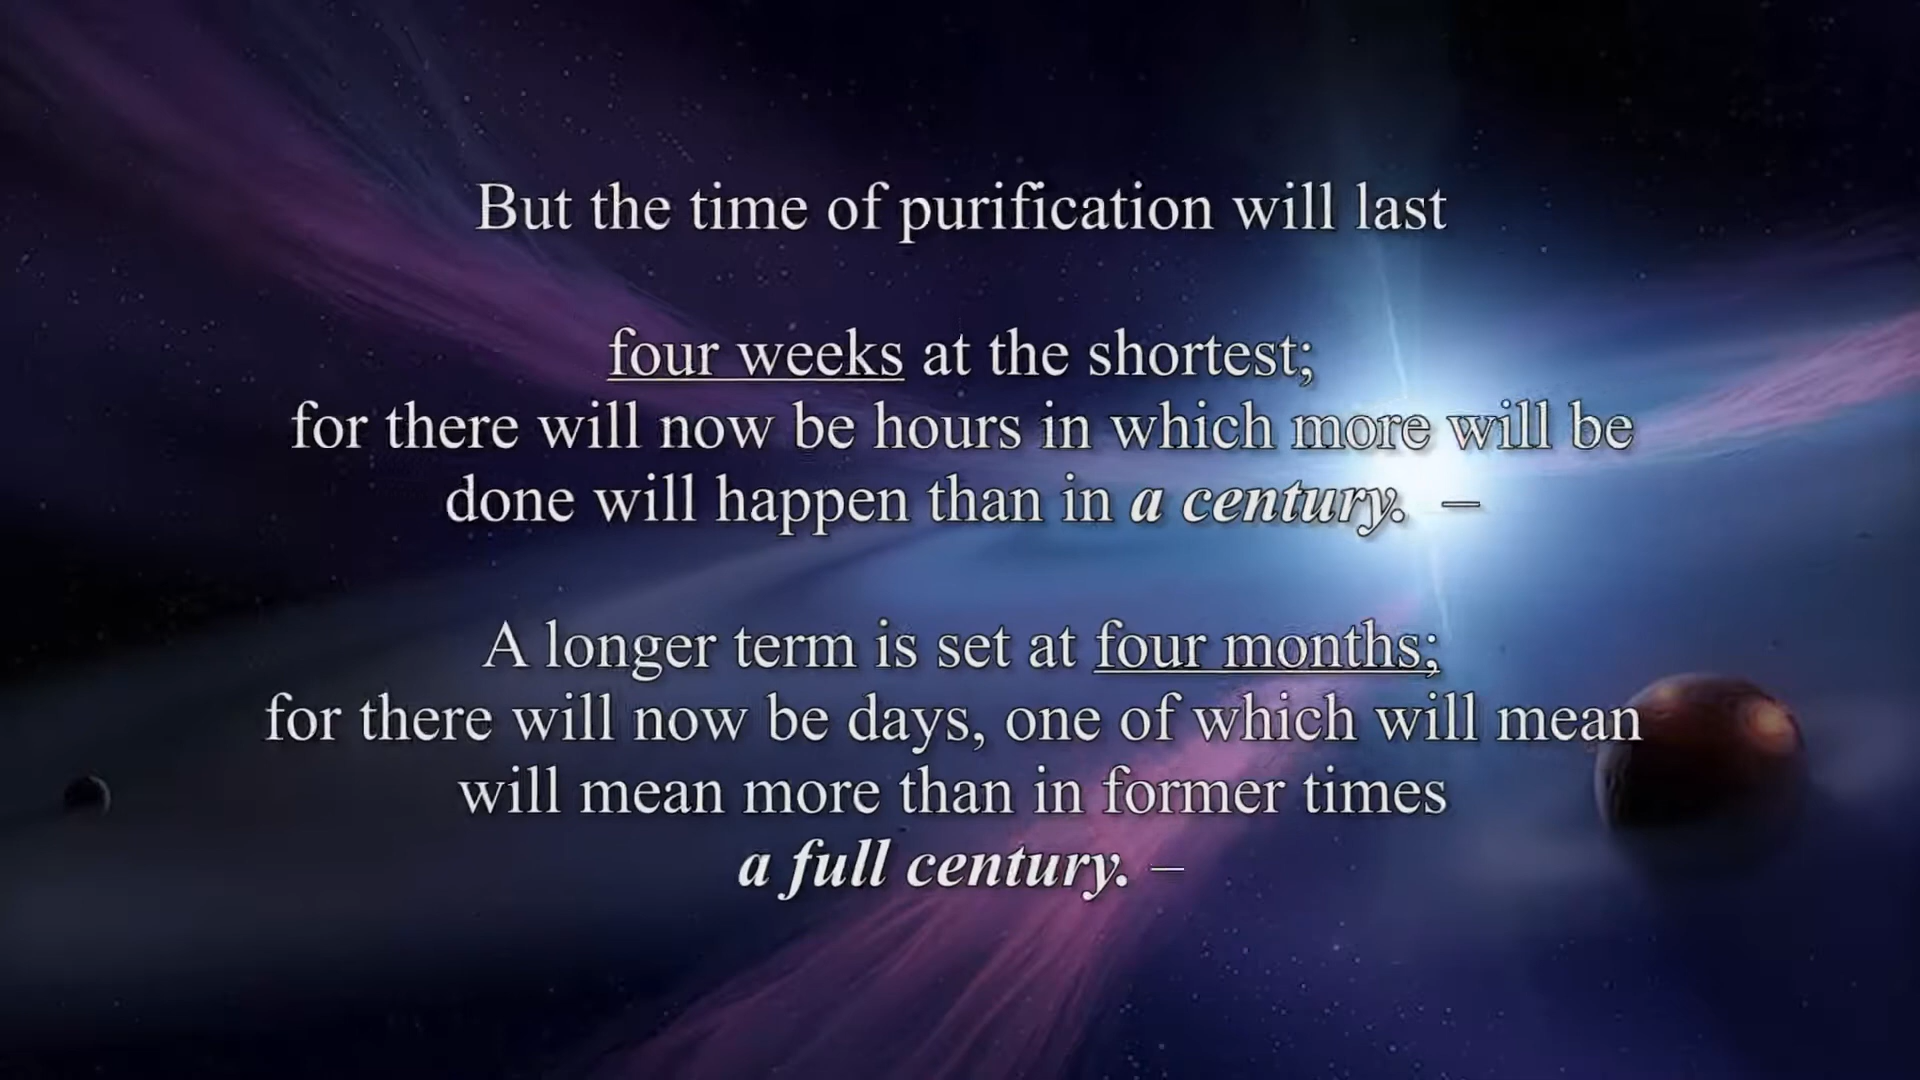 But the time of purification will last
four weeks at the shortest;
for there will now be hours in which more will be
done will happen than in a century. –
A longer term is set at four months;
for there will now be days, one of which will mean
will mean more than in former times
a full century. –